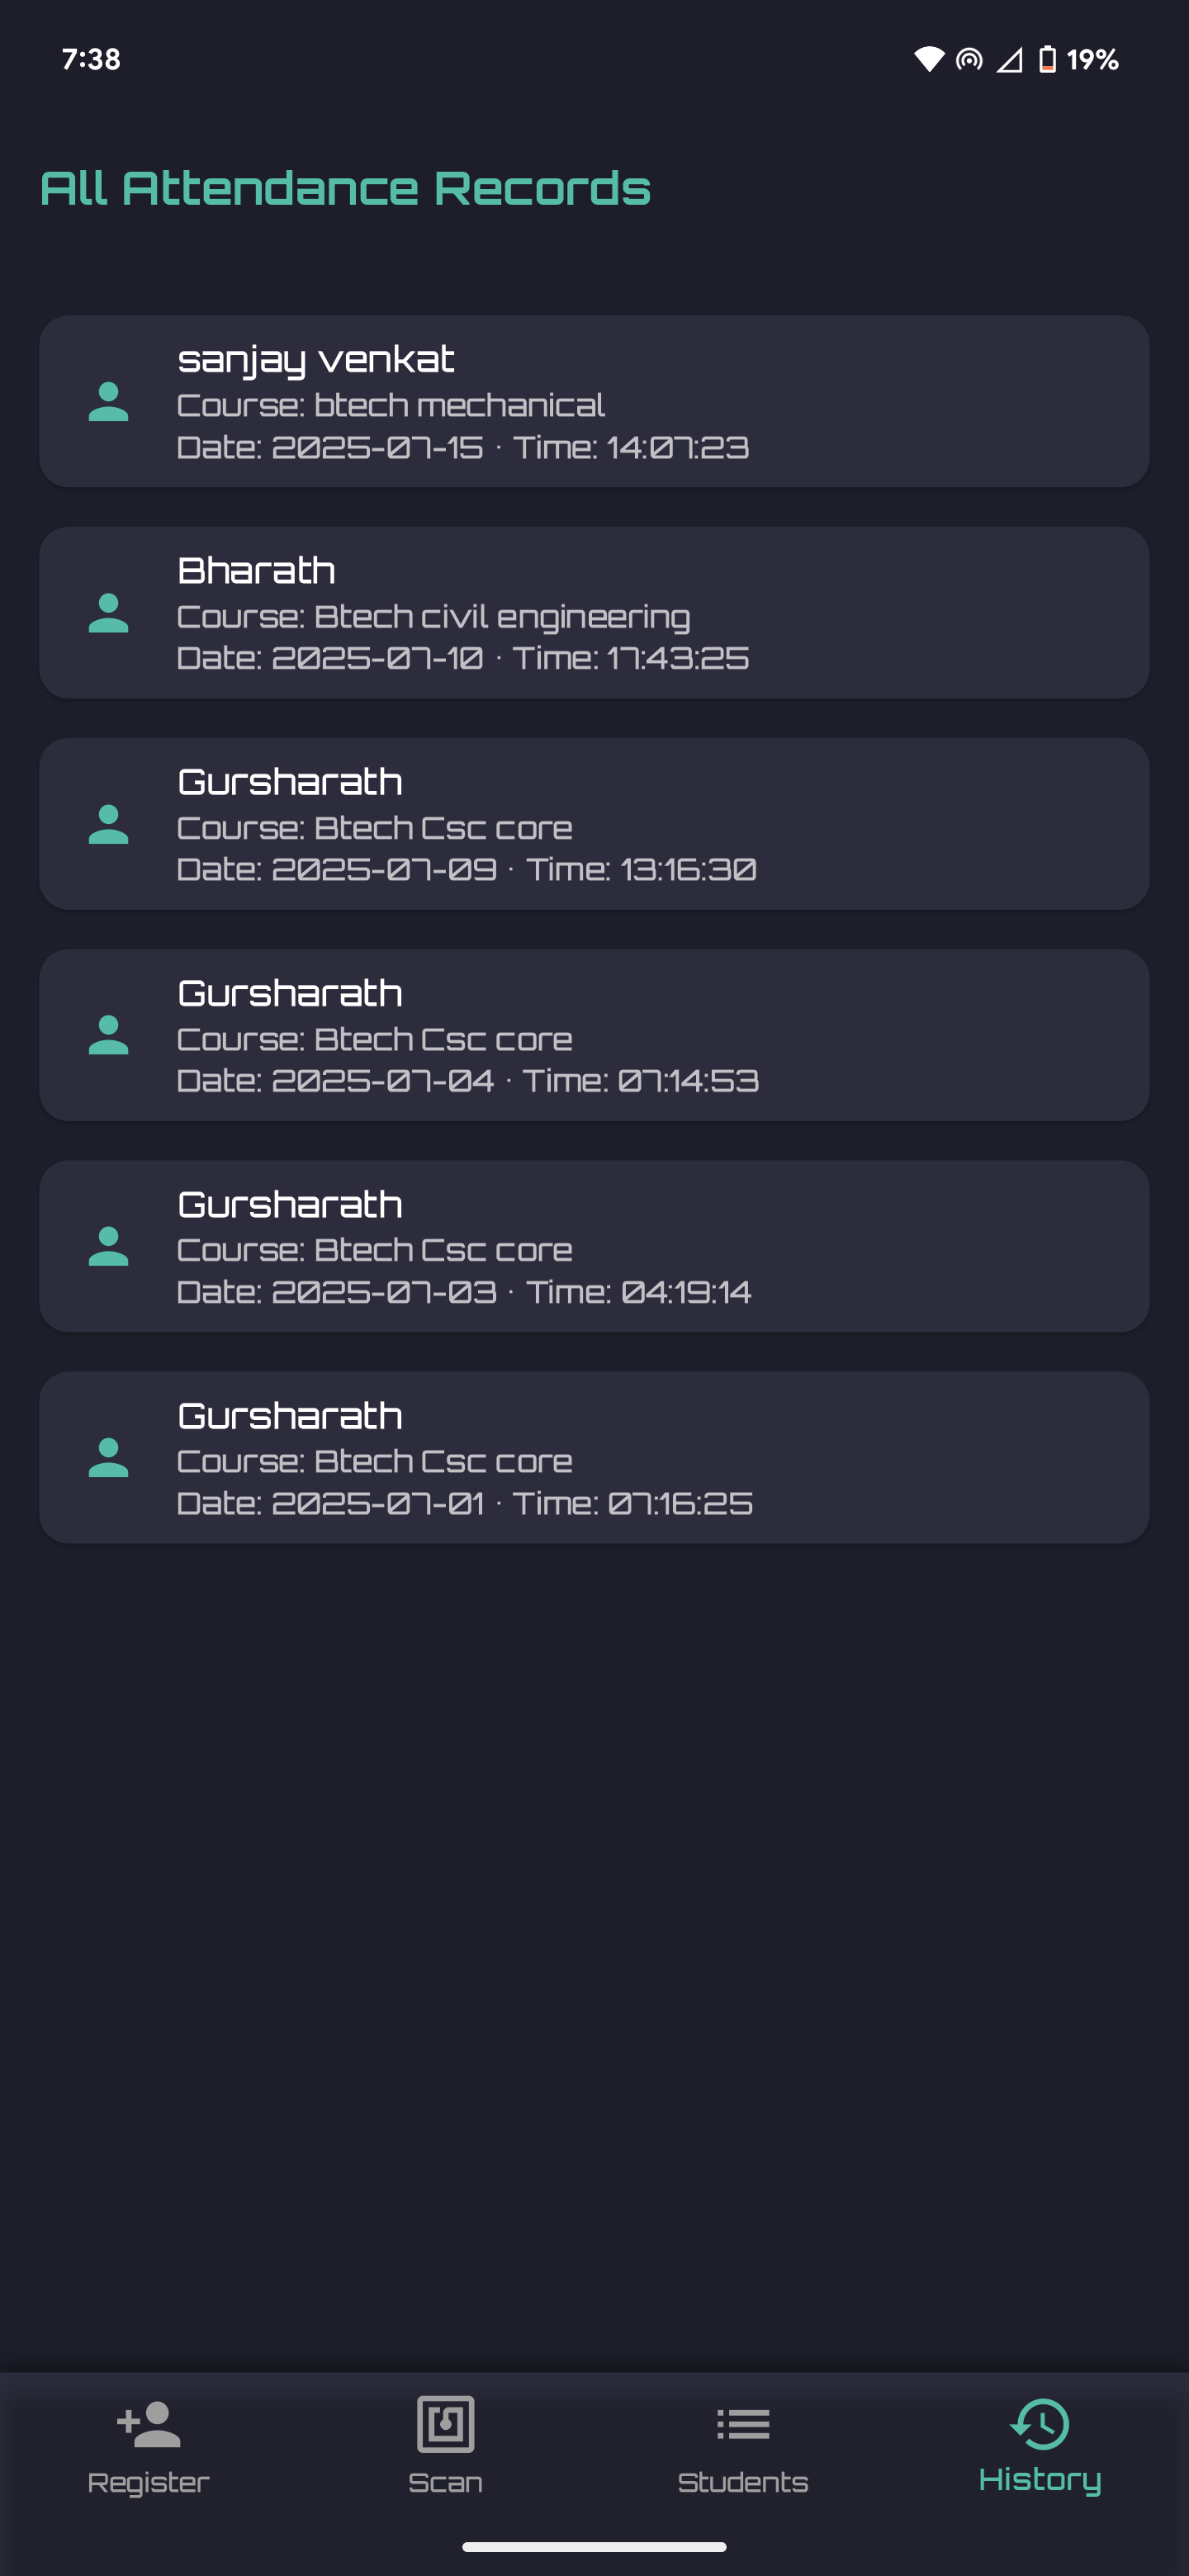 7:38
19%
All Attendance Records
sanjay venkat
Course: btech mechanical
Date: 2025-07-15 · Time: 14:07:23
Bharath
Course: Btech civil engineering
Date: 2025-07-10 · Time: 17:43:25
Gursharath
Course: Btech Csc core
Date: 2025-07-09 · Time: 13:16:30
Gursharath
Course: Btech Csc core
Date: 2025-07-04 · Time: 07:14:53
Gursharath
Course: Btech Csc core
Date: 2025-07-03 · Time: 04:19:14
Gursharath
Course: Btech Csc core
Date: 2025-07-01 · Time: 07:16:25
Register
Scan
Students
History